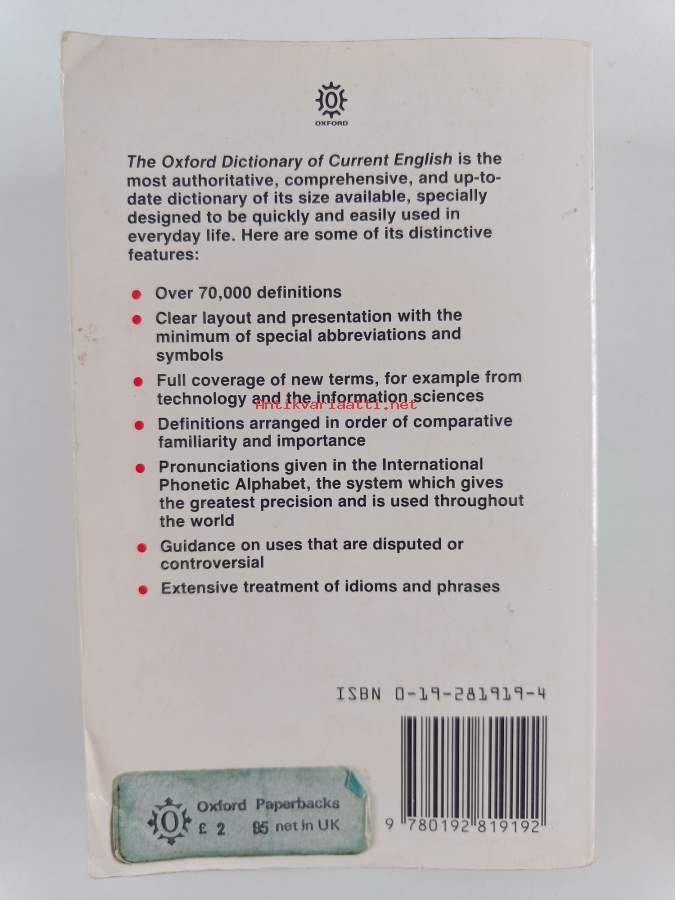 OXFORD
The Oxford Dictionary of Current English is the
most authoritative, comprehensive, and up-to-
date dictionary of its size available, specially
designed to be quickly and easily used in
everyday life. Here are some of its distinctive
features:
Over 70,000 definitions
Clear layout and presentation with the
minimum of special abbreviations and
symbols
Full coverage of new terms, for example from
technology and the information sciences
Antikvariaatti.net
Definitions arranged in order of comparative
familiarity and importance
Pronunciations given in the International
Phonetic Alphabet, the system which gives
the greatest precision and is used throughout
the world
Guidance on uses that are disputed or
controversial
Extensive treatment of idioms and phrases
ISBN 0-19-281919-4
9 780192 819192
Oxford Paperbacks
£ 2 95 net in UK